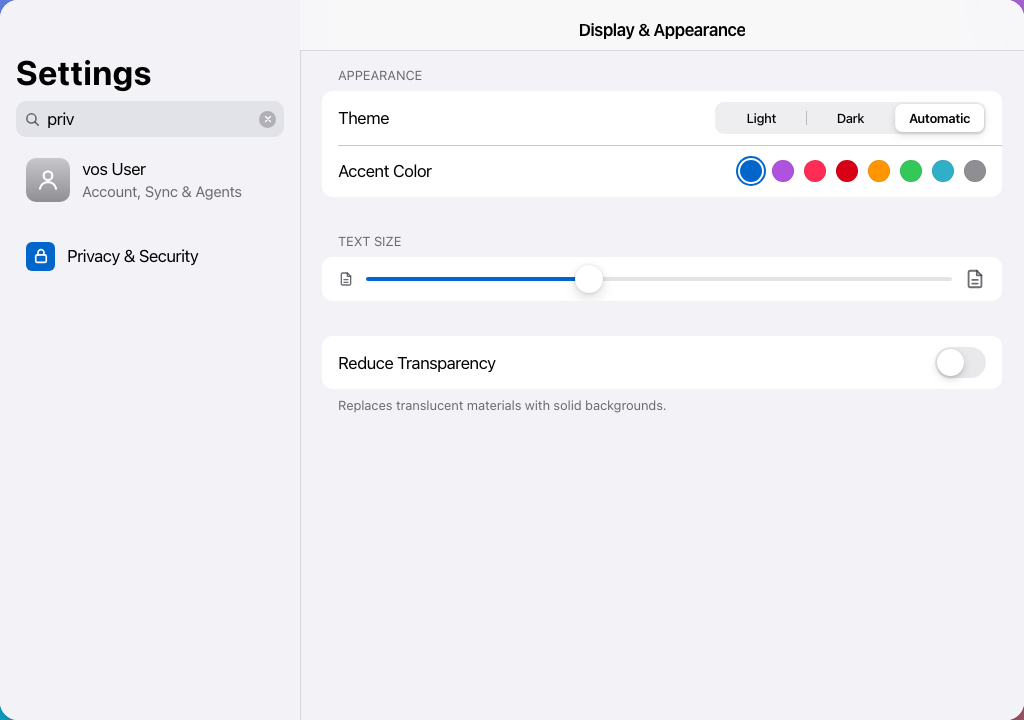 Settings
priv
vos User
Account, Sync & Agents
Privacy & Security
Display & Appearance
APPEARANCE
Theme
Light
Dark
Automatic
Accent Color
TEXT SIZE
Reduce Transparency
Replaces translucent materials with solid backgrounds.